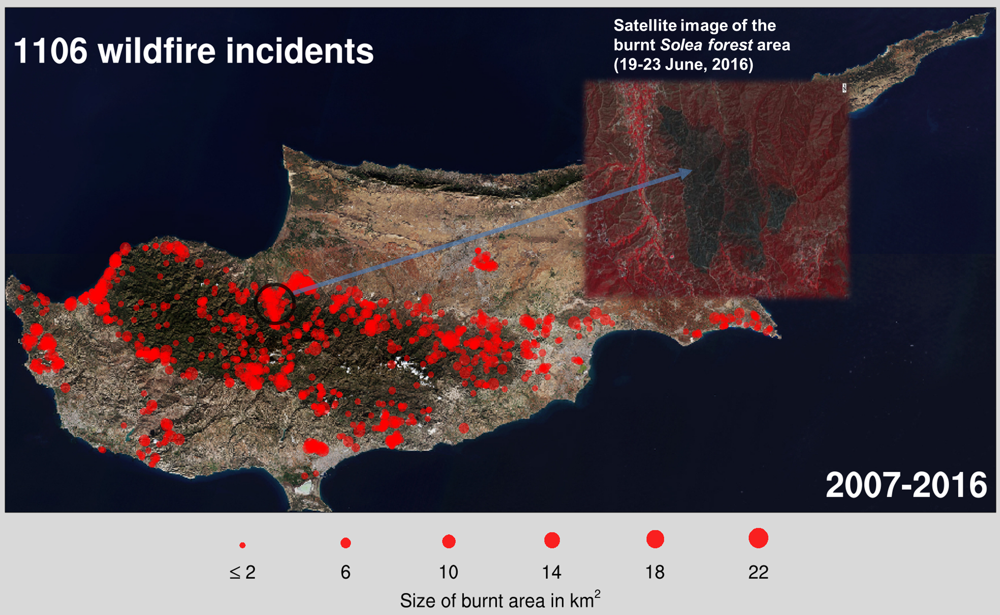 1106 wildfire incidents
Satellite image of the
burnt Solea forest area
(19-23 June, 2016)
N
2007-2016
≤ 2 6 10 14 18 22
Size of burnt area in km²